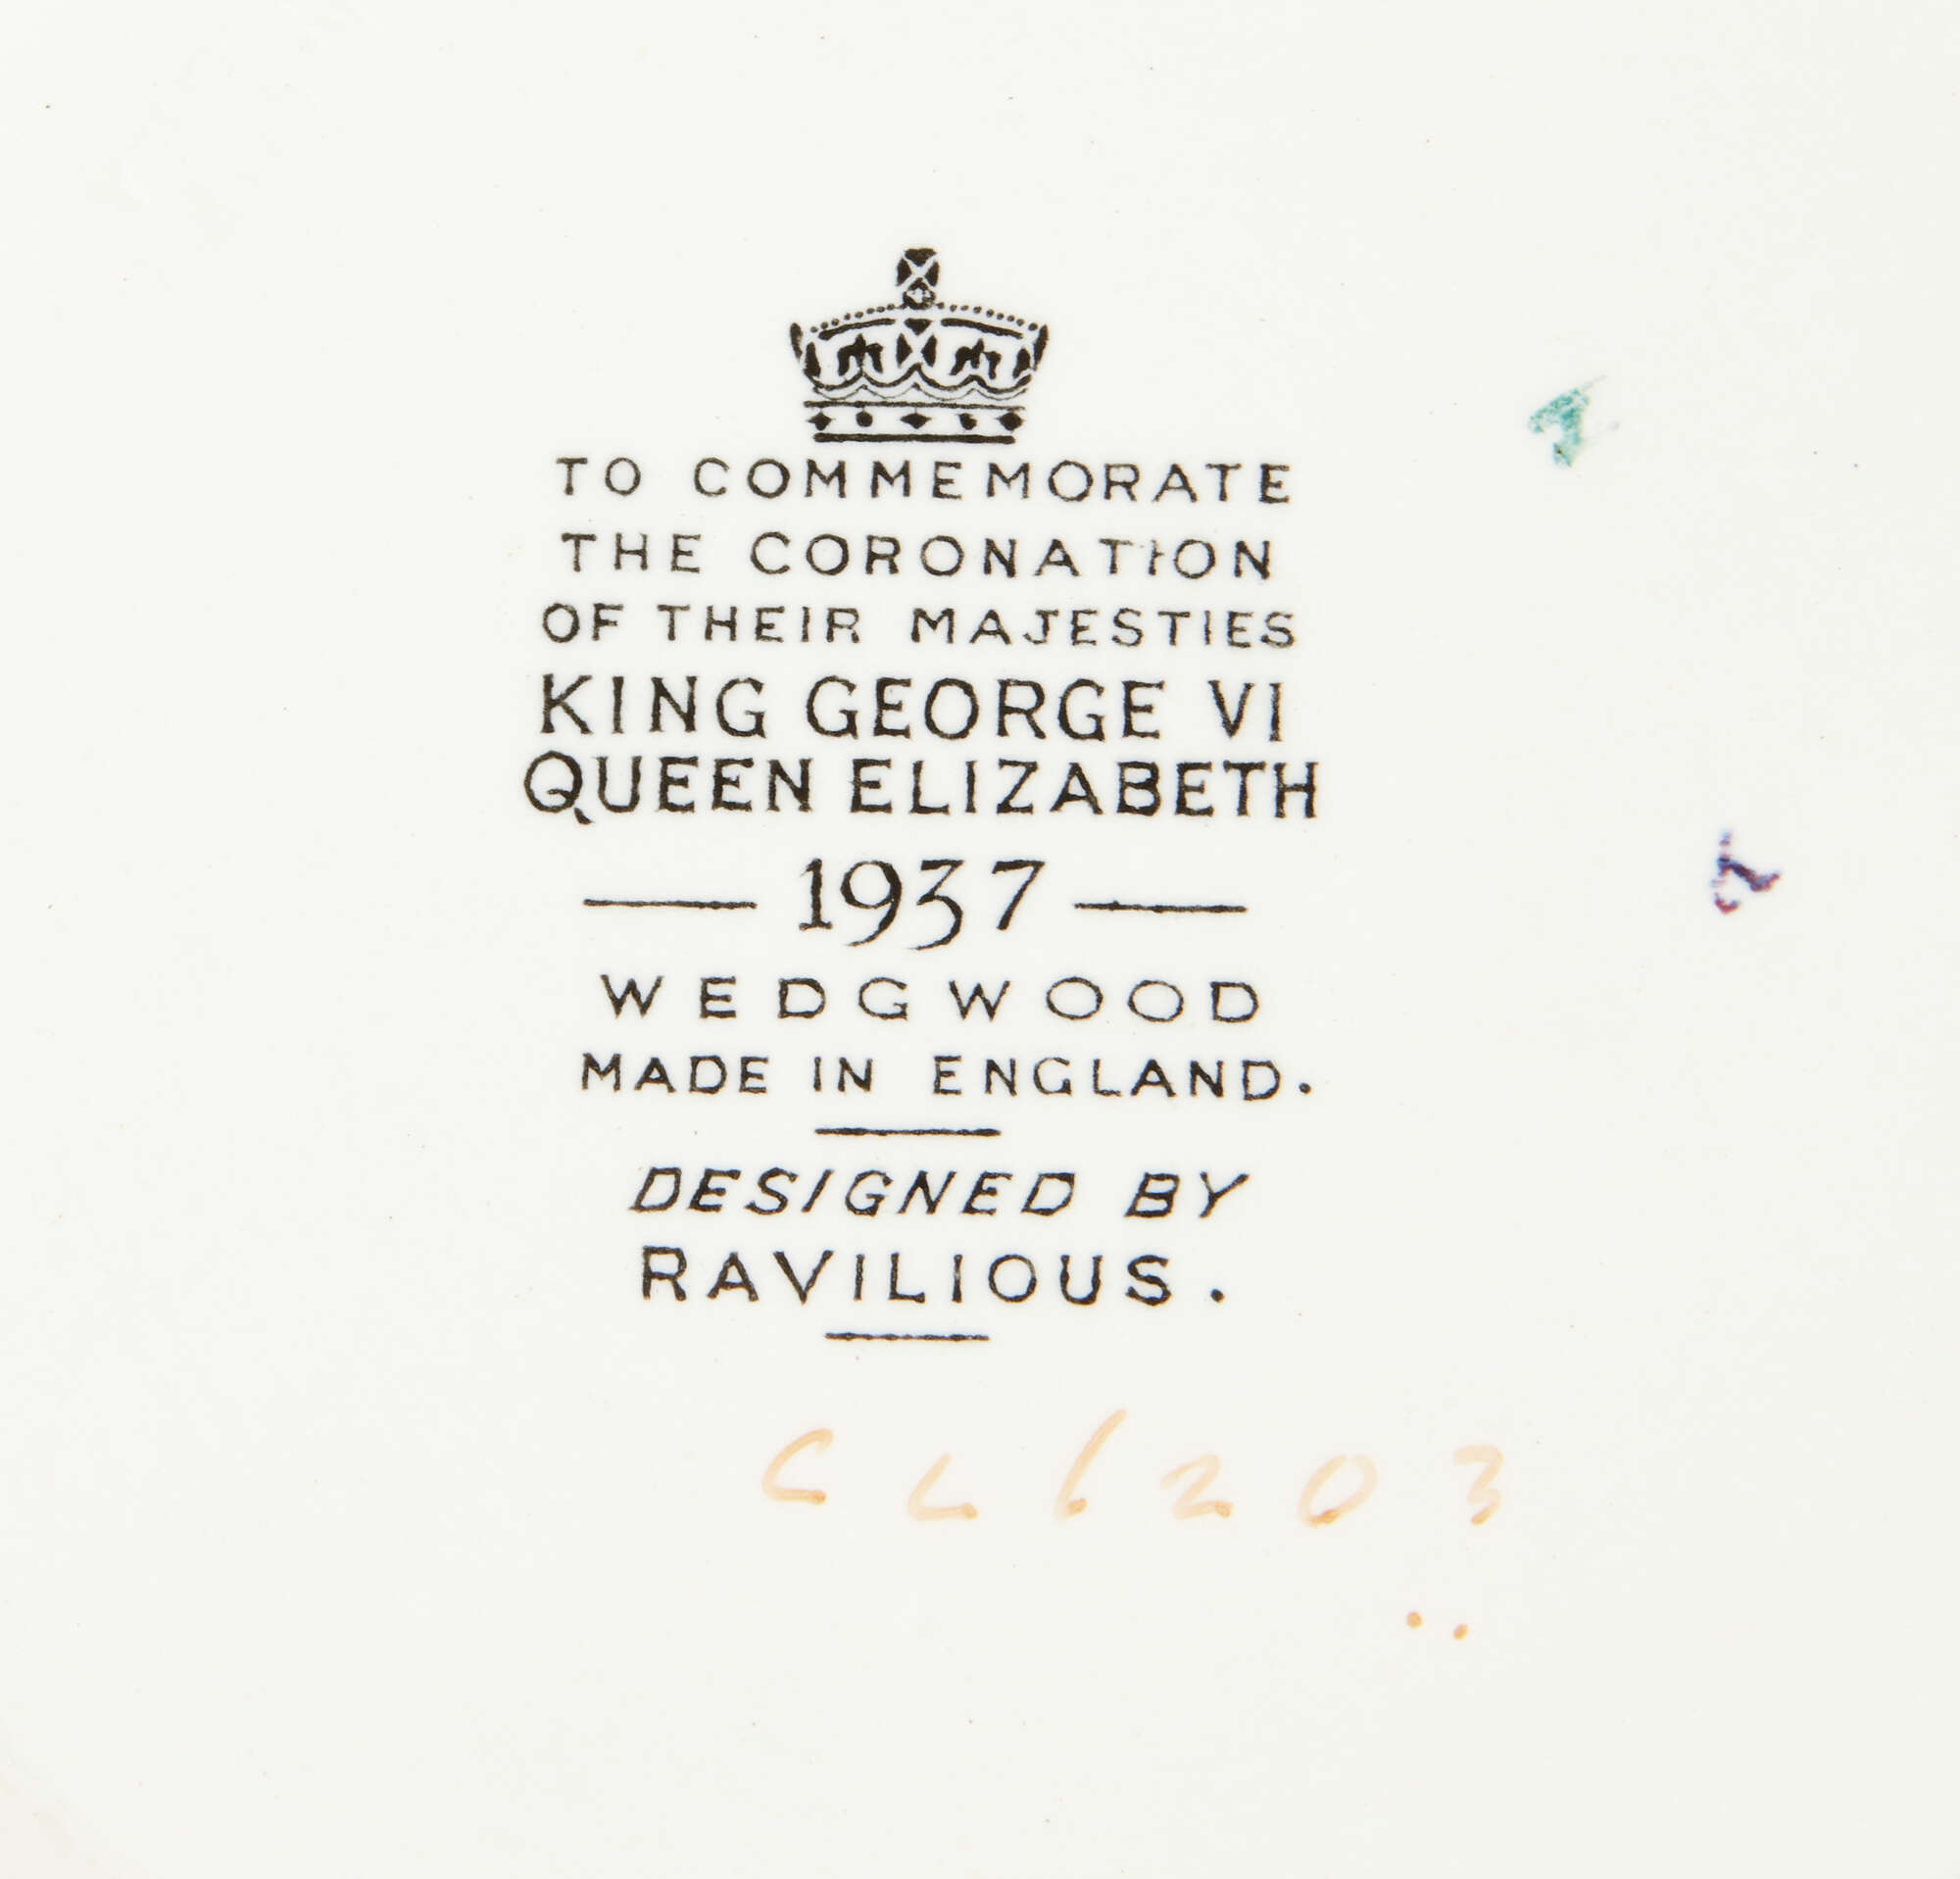 TO COMMEMORATE
THE CORONATION
OF THEIR MAJESTIES
KING GEORGE VI
QUEEN ELIZABETH
1937
WEDGWOOD
MADE IN ENGLAND.
DESIGNED BY
RAVILIOUS.
CL6203